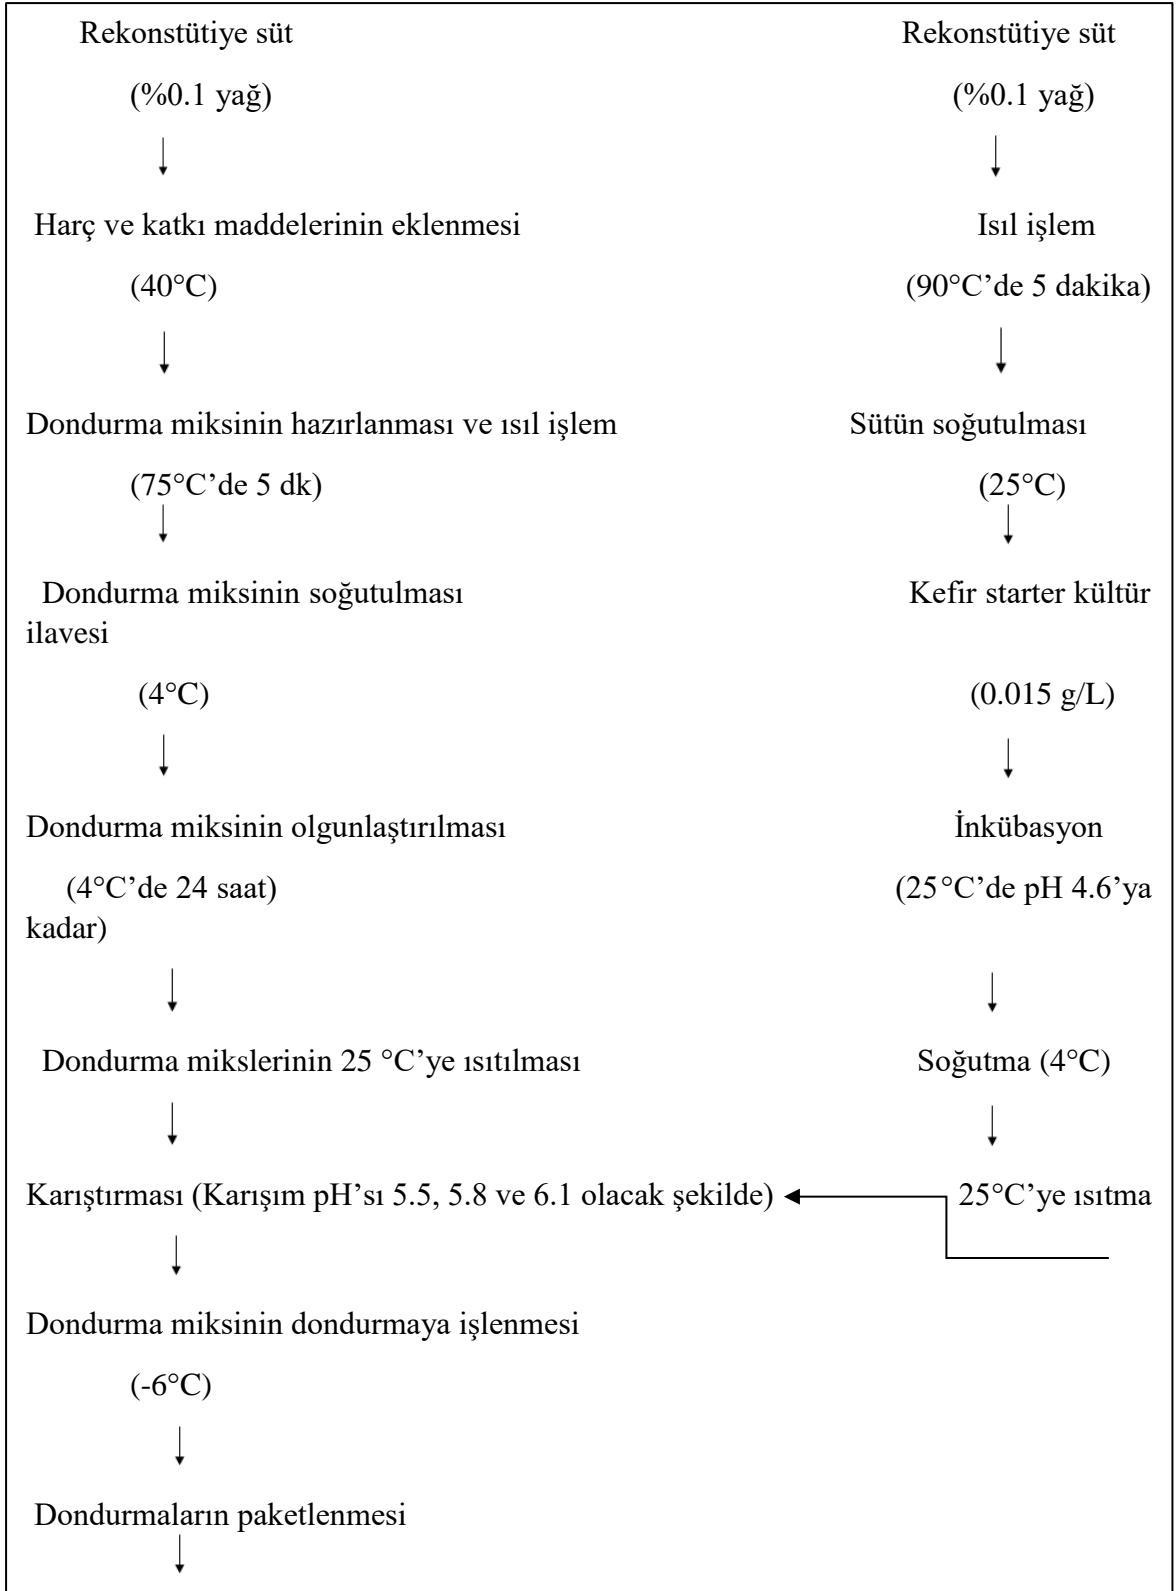 Rekonstütiye süt Rekonstütiye süt
(%0.1 yağ) (%0.1 yağ)
Harç ve katkı maddelerinin eklenmesi Isıl işlem
(40°C) (90°C’de 5 dakika)
Dondurma miksinin hazırlanması ve ısıl işlem Sütün soğutulması
(75°C’de 5 dk) (25°C)
Dondurma miksinin soğutulması Kefir starter kültür
ilavesi
(4°C) (0.015 g/L)
Dondurma miksinin olgunlaştırılması İnkübasyon
(4°C’de 24 saat) (25°C’de pH 4.6’ya
kadar)
Dondurma mikslerinin 25 °C’ye ısıtılması Soğutma (4°C)
Karıştırması (Karışım pH’sı 5.5, 5.8 ve 6.1 olacak şekilde) 25°C’ye ısıtma
Dondurma miksinin dondurmaya işlenmesi
(-6°C)
Dondurmaların paketlenmesi